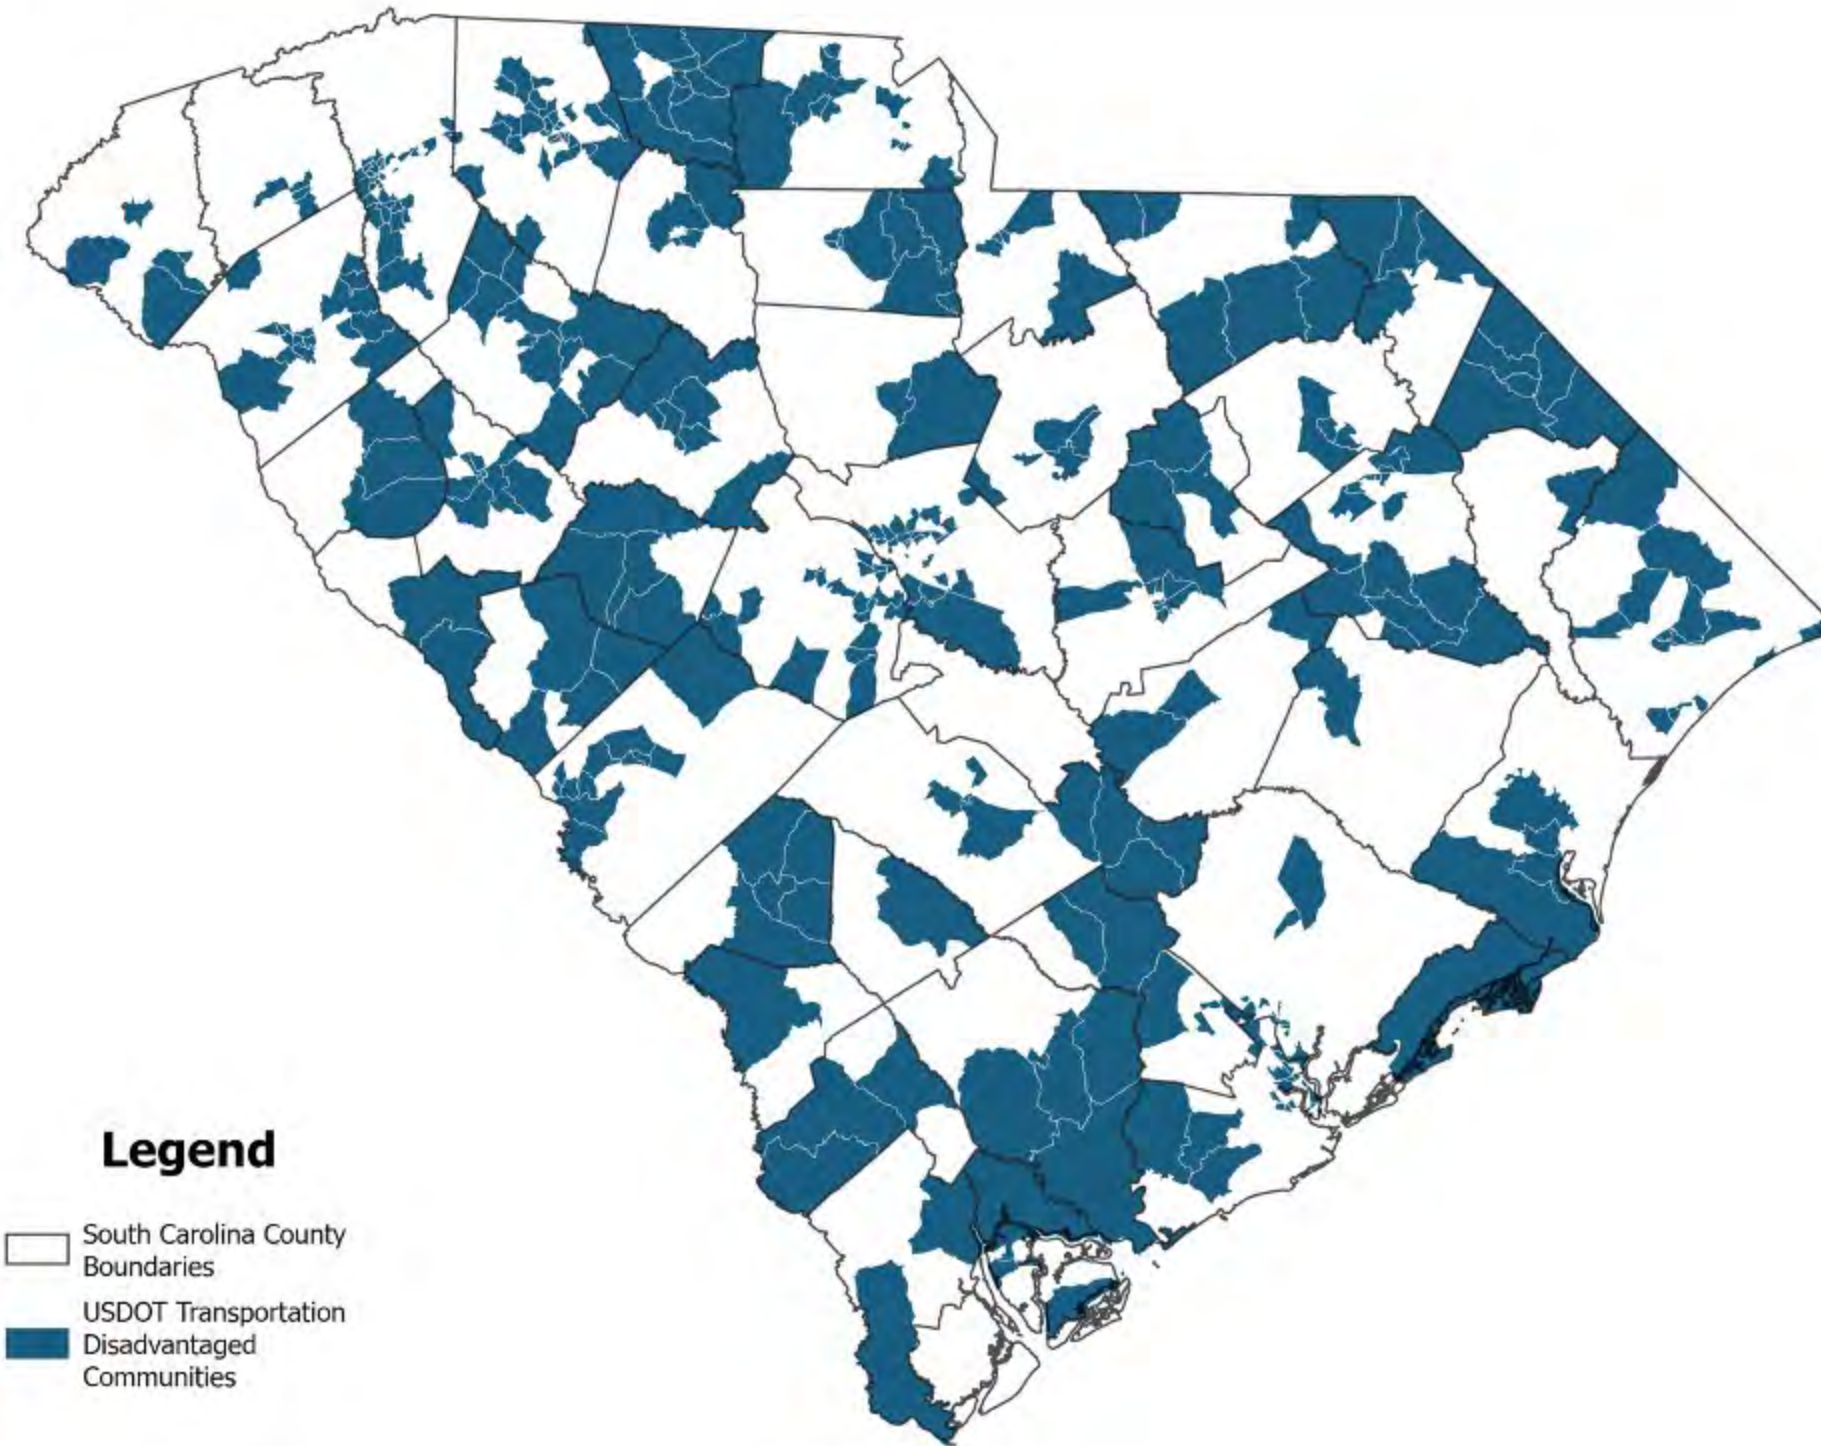 Legend
South Carolina County
Boundaries
USDOT Transportation
Disadvantaged
Communities